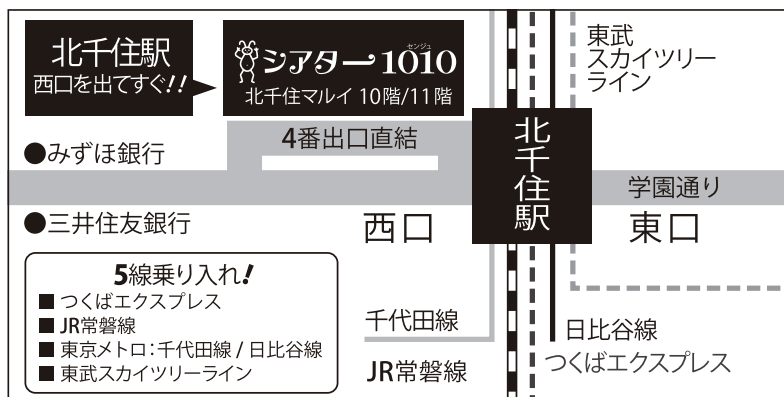 北千住駅
西口を出てすぐ!!
センジュ
シアター1010
北千住マルイ 10階/11階
東武
スカイツリー
ライン
4番出口直結
●みずほ銀行
北千住駅
学園通り
●三井住友銀行
西口
東口
5線乗り入れ!
■ つくばエクスプレス
■ JR常磐線
■ 東京メトロ:千代田線 / 日比谷線
■ 東武スカイツリーライン
千代田線
JR常磐線
日比谷線
つくばエクスプレス